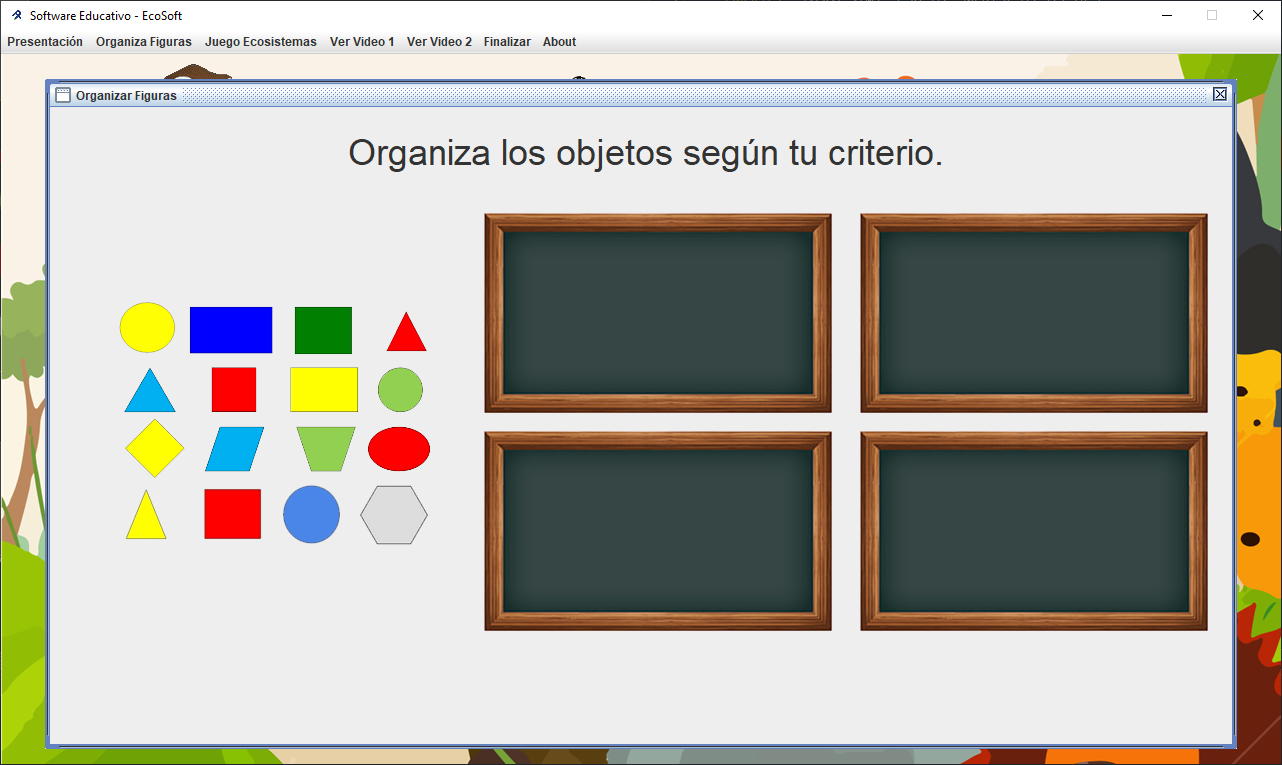 Software Educativo - EcoSoft
Presentación Organiza Figuras Juego Ecosistemas Ver Video 1 Ver Video 2 Finalizar About
Organizar Figuras
Organiza los objetos según tu criterio.